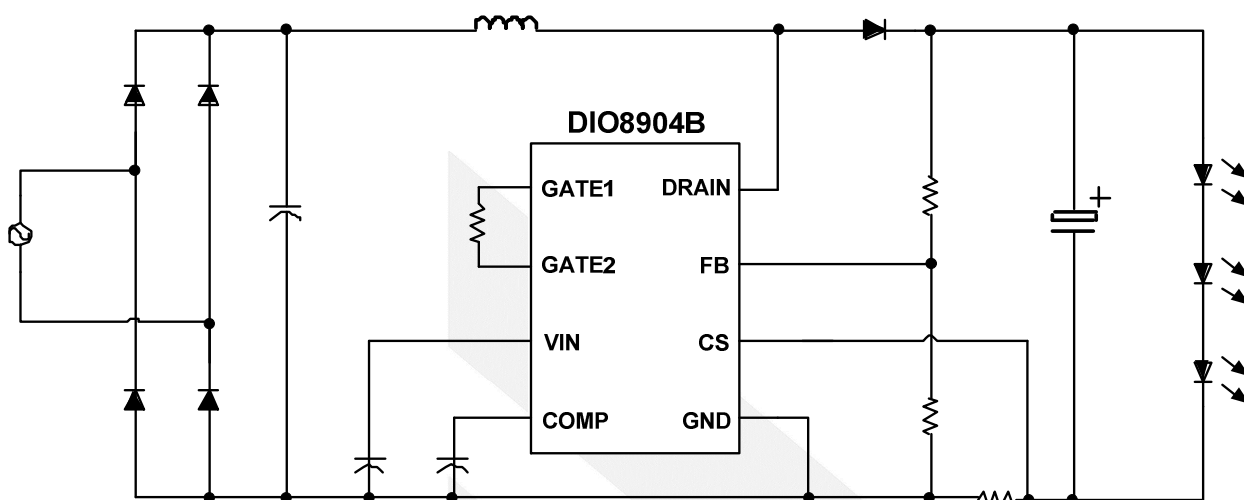 DIO8904B
GATE1
DRAIN
GATE2
FB
VIN
CS
COMP
GND
+